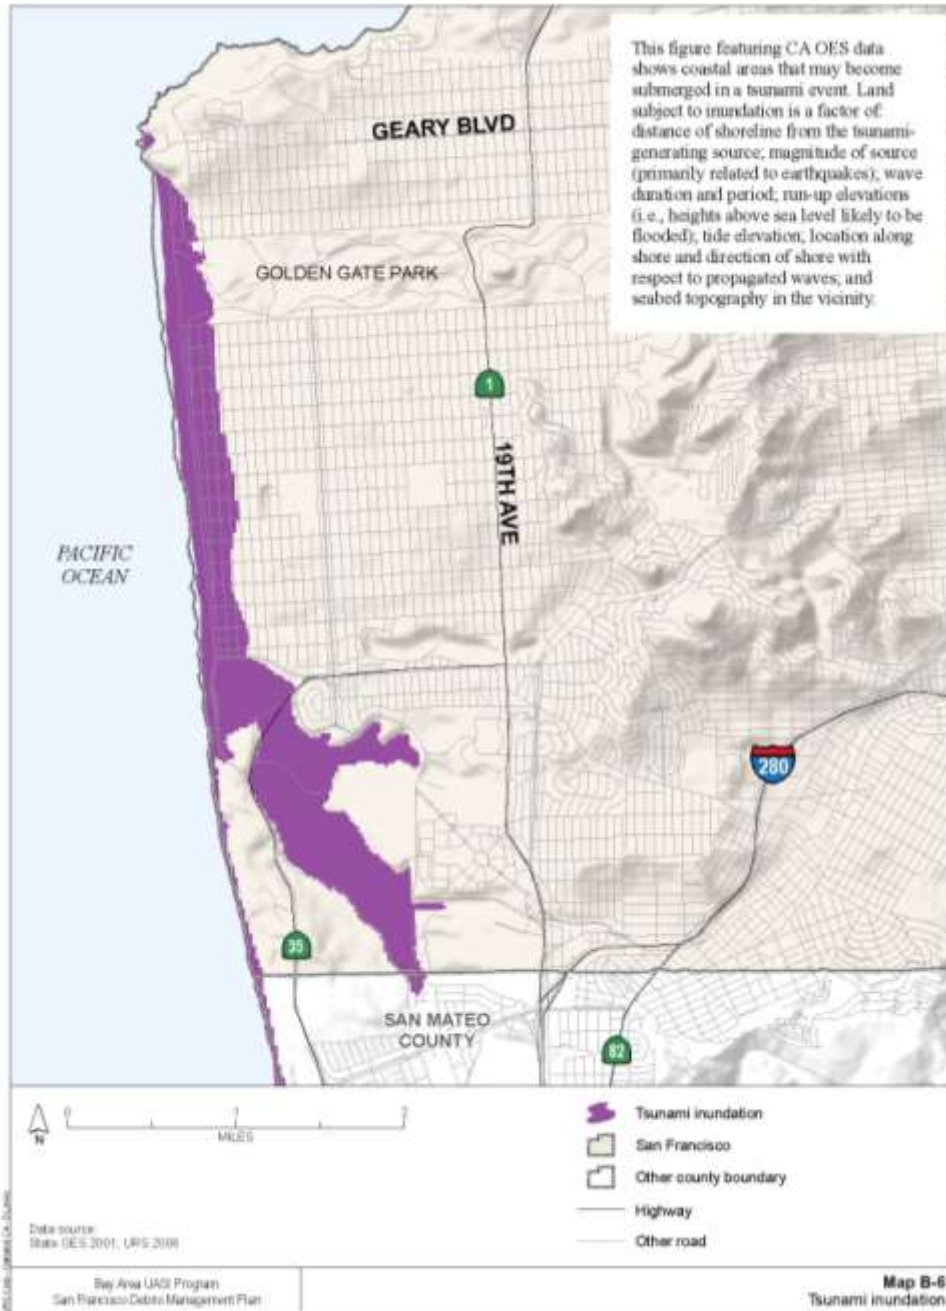 This figure featuring CA OES data
shows coastal areas that may become
submerged in a tsunami event. Land
subject to inundation is a factor of:
distance of shoreline from the tsunami-
generating source; magnitude of source
(primarily related to earthquakes); wave
duration and period; run-up elevations
(i.e., heights above sea level likely to be
flooded); tide elevation; location along
shore and direction of shore with
respect to propagated waves; and
seabed topography in the vicinity.
GEARY BLVD
GOLDEN GATE PARK
1
19TH AVE
PACIFIC
OCEAN
280
35
SAN MATEO
COUNTY
82
N
0 1 2
MILES
Tsunami inundation
San Francisco
Other county boundary
Highway
Other road
Data source:
State OES 2001, URS 2006
Bay Area UASI Program
San Francisco Debris Management Plan
Map B-6
Tsunami inundation